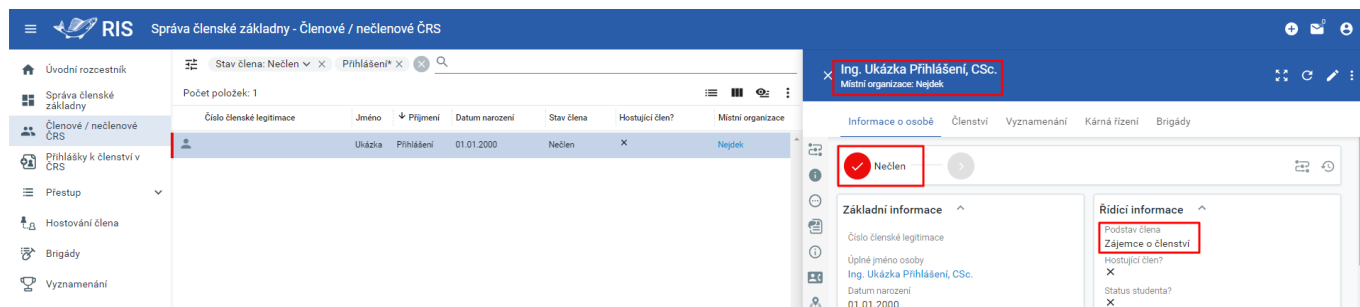 RIS Správa členské základny - Členové / nečlenové ČRS
0
Úvodní rozcestník
Správa členské
základny
Členové / nečlenové
ČRS
Přihlášky k členství v
ČRS
Přestup
Hostování člena
Brigády
Vyznamenání
Stav člena: Nečlen Přihlášení*
Počet položek: 1
Číslo členské legitimace Jméno Příjmení Datum narození Stav člena Hostující člen? Místní organizace
Ukázka Přihlášení 01.01.2000 Nečlen Nejdek
Ing. Ukázka Přihlášení, CSc.
Místní organizace: Nejdek
Informace o osobě Členství Vyznamenání Kárná řízení Brigády
Nečlen
Základní informace
Číslo členské legitimace
Úplné jméno osoby
Ing. Ukázka Přihlášení, CSc.
Datum narození
01.01.2000
Řídící informace
Podstav člena
Zájemce o členství
Hostující člen?
Status studenta?